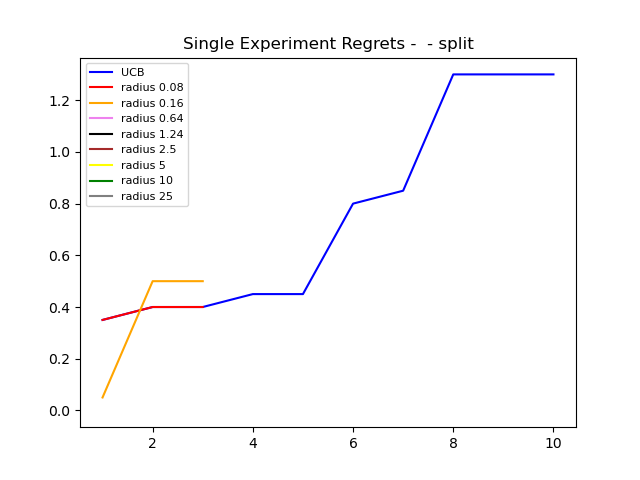 Single Experiment Regrets -  - split
UCB
radius 0.08
radius 0.16
radius 0.64
radius 1.24
radius 2.5
radius 5
radius 10
radius 25
1.2
1.0
0.8
0.6
0.4
0.2
0.0
2 4 6 8 10